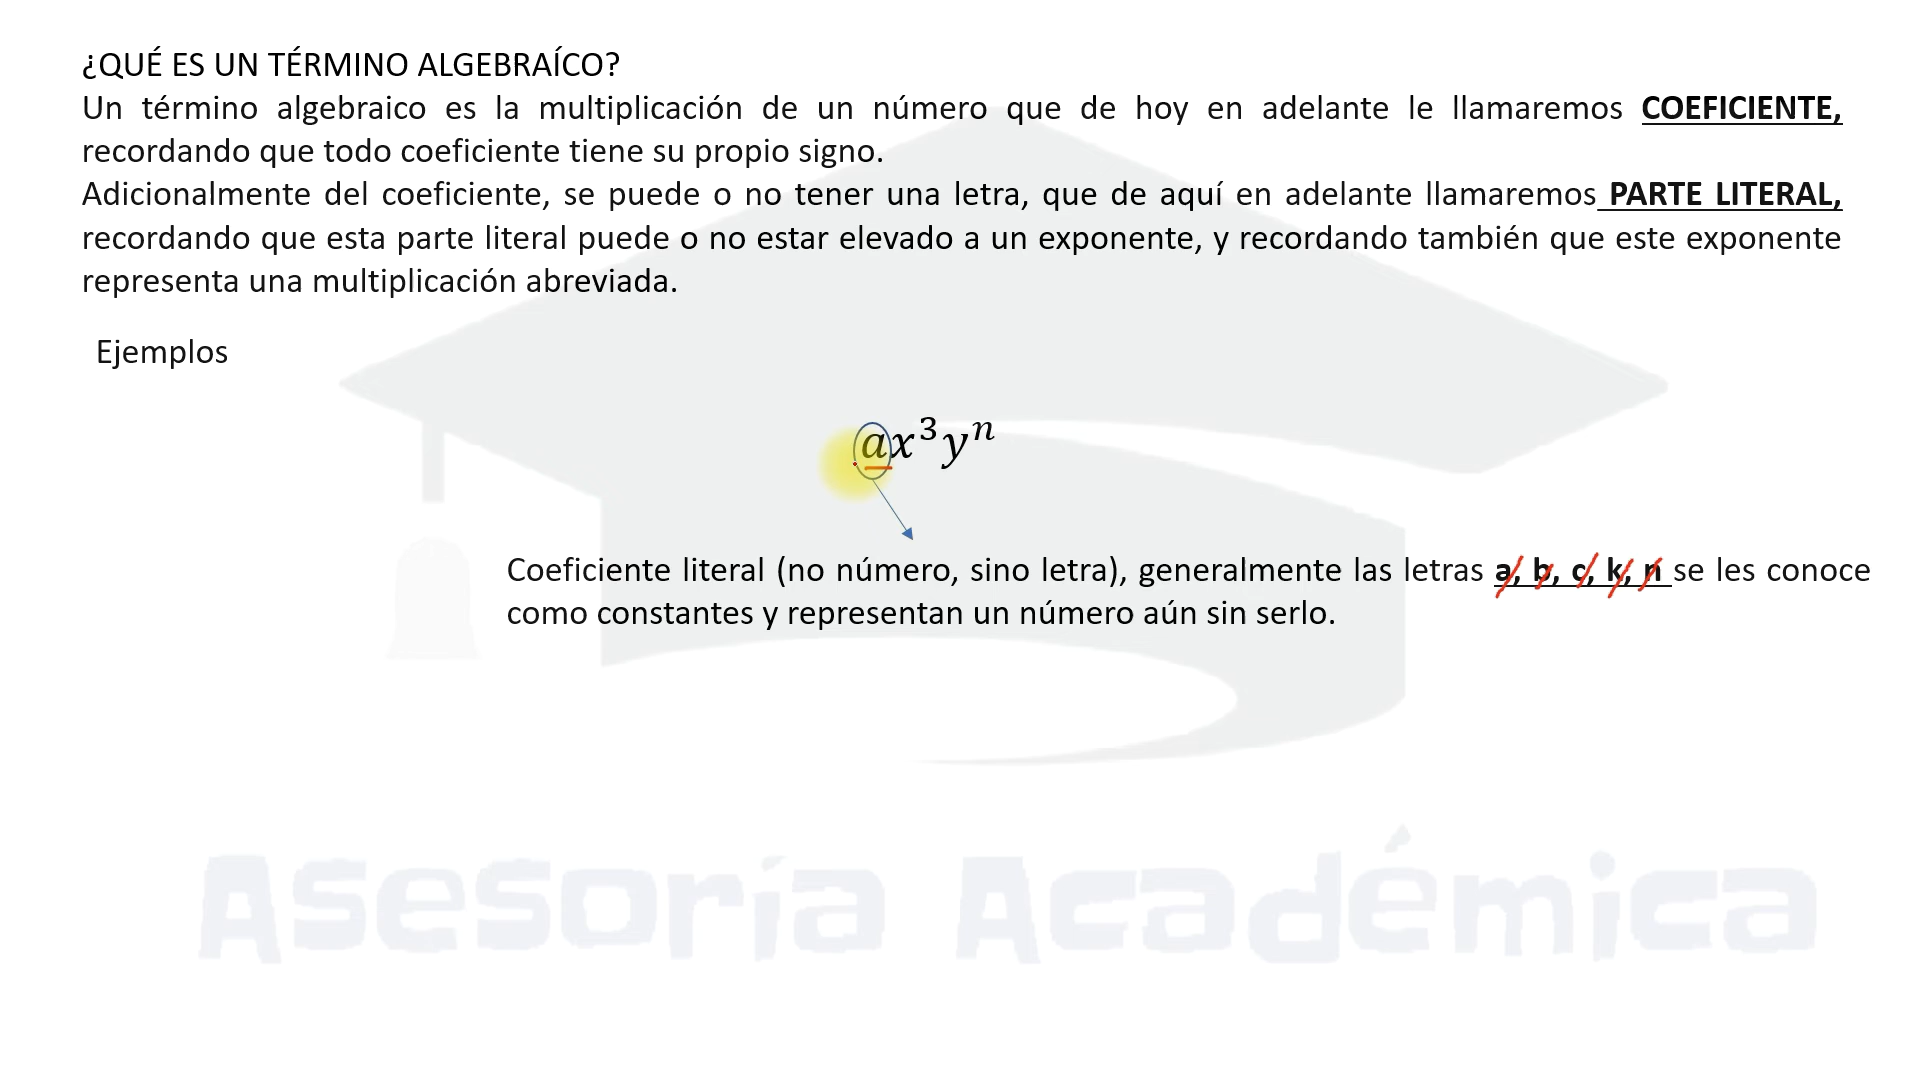 ¿QUÉ ES UN TÉRMINO ALGEBRAÍCO?
Un término algebraico es la multiplicación de un número que de hoy en adelante le llamaremos COEFICIENTE,
recordando que todo coeficiente tiene su propio signo.
Adicionalmente del coeficiente, se puede o no tener una letra, que de aquí en adelante llamaremos PARTE LITERAL,
recordando que esta parte literal puede o no estar elevado a un exponente, y recordando también que este exponente
representa una multiplicación abreviada.
Ejemplos
ax³yⁿ
Coeficiente literal (no número, sino letra), generalmente las letras a, b, c, k, n se les conoce
como constantes y representan un número aún sin serlo.
Asesoría Académica